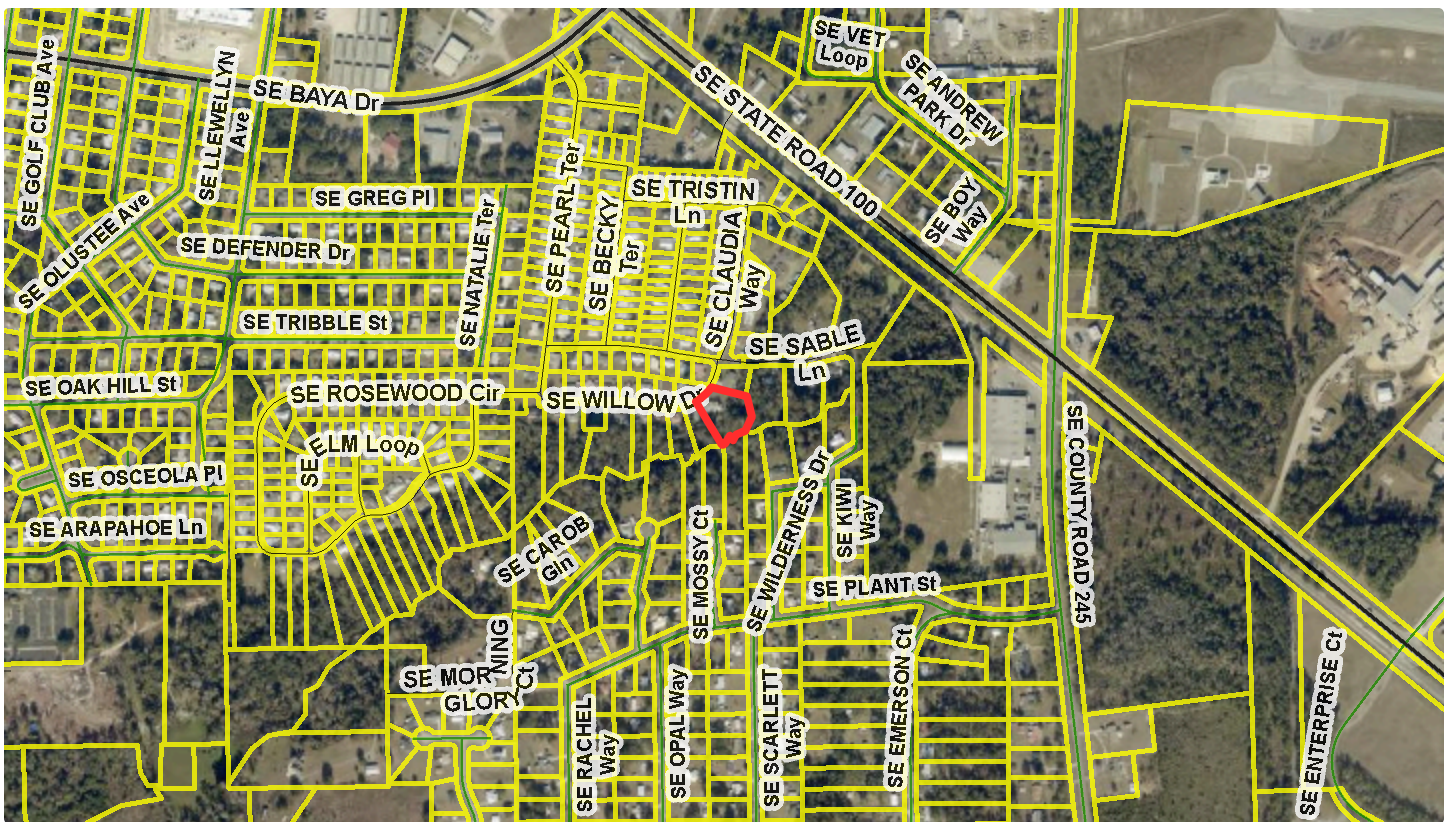 SE GOLF CLUB Ave
SE LLEWELLYN
Ave
SE BAYA Dr
SE VET
Loop
SE ANDREW
PARK Dr
SE STATE ROAD 100
SE OLUSTEE Ave
SE GREG Pl
SE DEFENDER Dr
SE NATALIE Ter
SE PEARL Ter
SE BECKY
Ter
SE TRISTIN
Ln
SE CLAUDIA
Way
SE BOY
Way
SE TRIBBLE St
SE SABLE
Ln
SE OAK HILL St
SE ROSEWOOD Cir
SE WILLOW Dr
SE ELM Loop
SE OSCEOLA Pl
SE ARAPAHOE Ln
SE CAROB
Gln
SE MOSSY Ct
SE WILDERNESS Dr
SE KIWI
Way
SE COUNTY ROAD 245
SE PLANT St
SE MORNING
GLORY Ct
SE RACHEL
Way
SE OPAL Way
SE SCARLETT
Way
SE EMERSON Ct
SE ENTERPRISE Ct